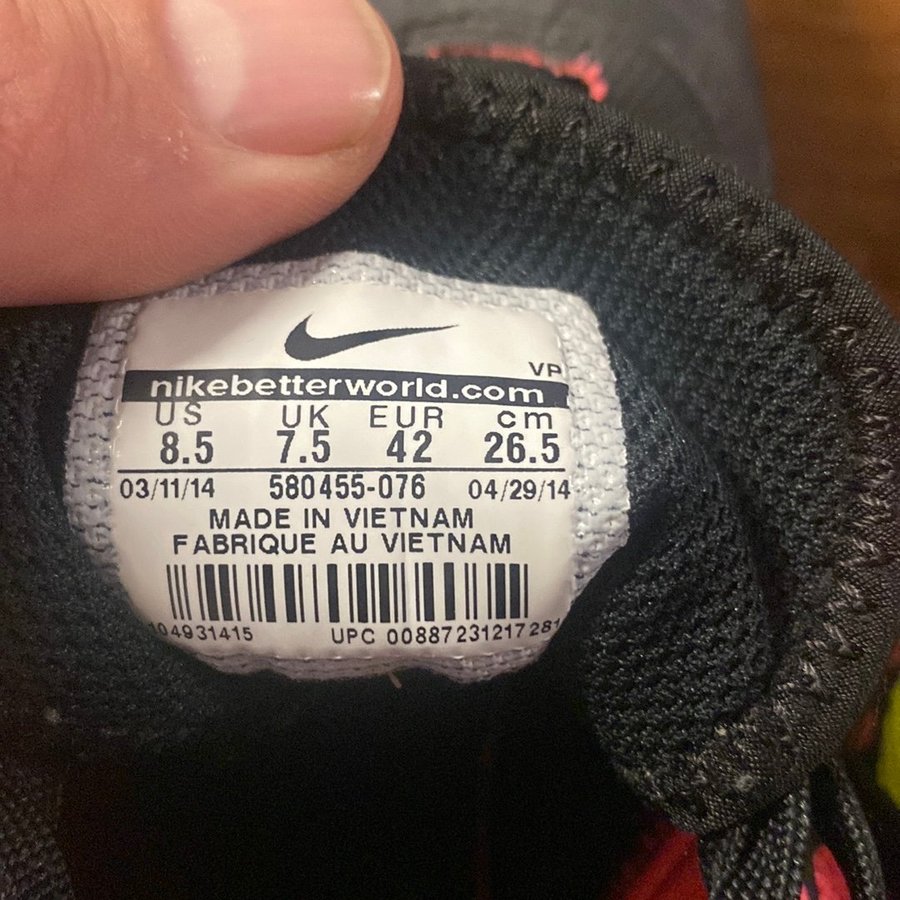 VP
nikebetterworld.com
US UK EUR cm
8.5 7.5 42 26.5
03/11/14 580455-076 04/29/14
MADE IN VIETNAM
FABRIQUE AU VIETNAM
04931415 UPC 00887231217281